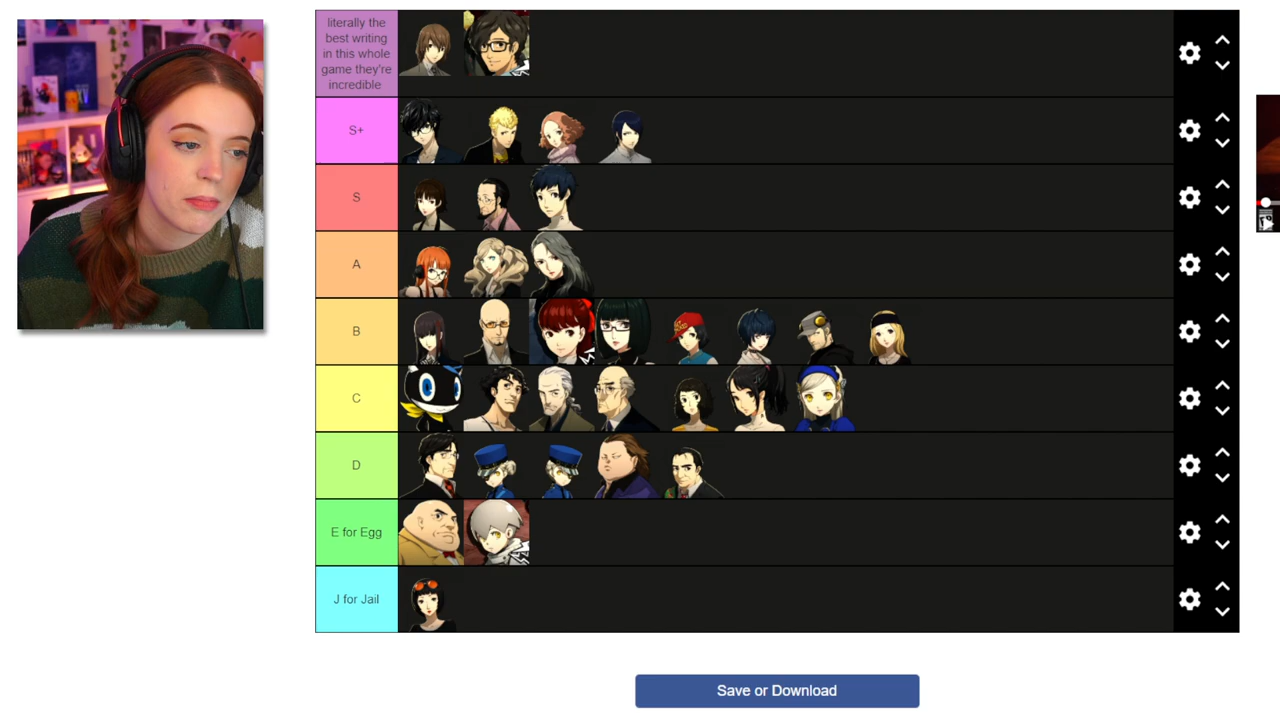 literally the
best writing
in this whole
game they're
incredible
S+
S
A
B
C
D
E for Egg
J for Jail
Save or Download